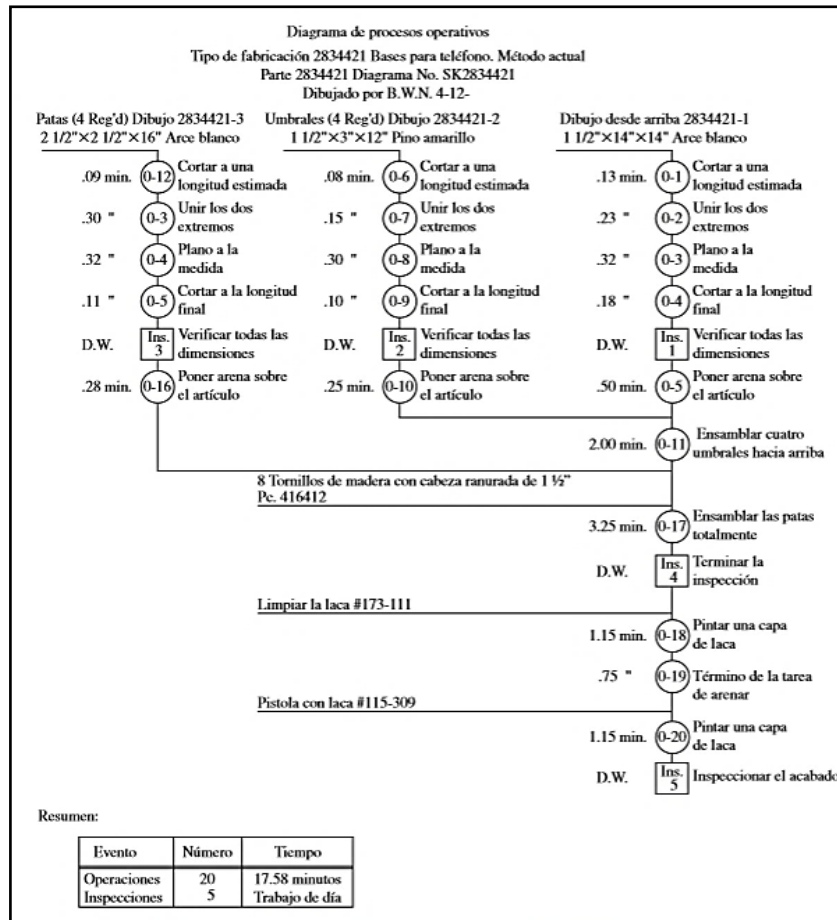 Diagrama de procesos operativos
Tipo de fabricación 2834421 Bases para teléfono. Método actual
Parte 2834421 Diagrama No. SK2834421
Dibujado por B.W.N. 4-12-
Patas (4 Reg'd) Dibujo 2834421-3
2 1/2"×2 1/2"×16" Arce blanco
.09 min. 0-12 Cortar a una
longitud estimada
.30 " 0-3 Unir los dos
extremos
.32 " 0-4 Plano a la
medida
.11 " 0-5 Cortar a la longitud
final
D.W. Ins. 3 Verificar todas las
dimensiones
.28 min. 0-16 Poner arena sobre
el artículo
Umbrales (4 Reg'd) Dibujo 2834421-2
1 1/2"×3"×12" Pino amarillo
.08 min. 0-6 Cortar a una
longitud estimada
.15 " 0-7 Unir los dos
extremos
.30 " 0-8 Plano a la
medida
.10 " 0-9 Cortar a la longitud
final
D.W. Ins. 2 Verificar todas las
dimensiones
.25 min. 0-10 Poner arena sobre
el artículo
Dibujo desde arriba 2834421-1
1 1/2"×14"×14" Arce blanco
.13 min. 0-1 Cortar a una
longitud estimada
.23 " 0-2 Unir los dos
extremos
.32 " 0-3 Plano a la
medida
.18 " 0-4 Cortar a la longitud
final
D.W. Ins. 1 Verificar todas las
dimensiones
.50 min. 0-5 Poner arena sobre
el artículo
2.00 min. 0-11 Ensamblar cuatro
umbrales hacia arriba
8 Tornillos de madera con cabeza ranurada de 1 ½"
Pc. 416412
3.25 min. 0-17 Ensamblar las patas
totalmente
D.W. Ins. 4 Terminar la
inspección
Limpiar la laca #173-111
1.15 min. 0-18 Pintar una capa
de laca
.75 " 0-19 Término de la tarea
de arenar
Pistola con laca #115-309
1.15 min. 0-20 Pintar una capa
de laca
D.W. Ins. 5 Inspeccionar el acabado
Resumen:
Evento Número Tiempo
Operaciones 20 17.58 minutos
Inspecciones 5 Trabajo de día